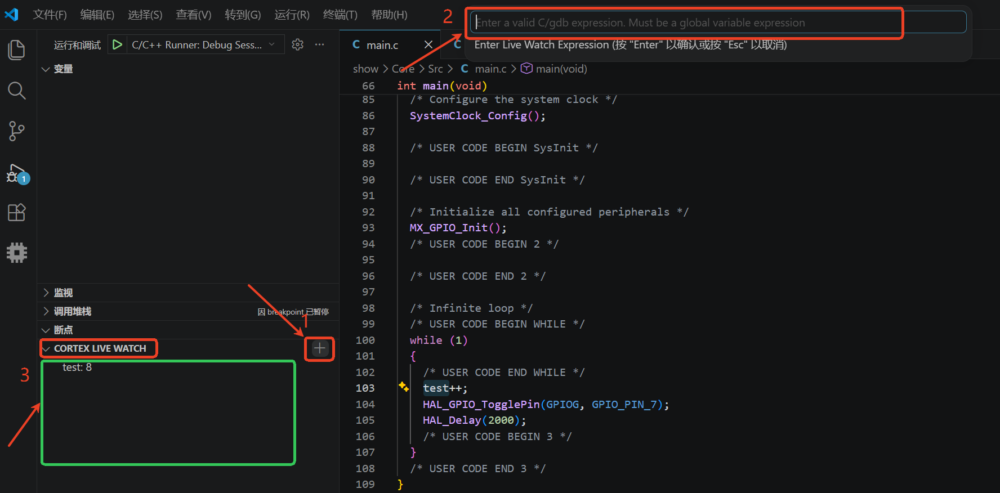 文件(F) 编辑(E) 选择(S) 查看(V) 转到(G) 运行(R) 终端(T) 帮助(H)
2
Enter a valid C/gdb expression. Must be a global variable expression
Enter Live Watch Expression (按 "Enter" 以确认或按 "Esc" 以取消)
运行和调试 C/C++ Runner: Debug Sess... ···
变量
1
监视
调用堆栈 因 breakpoint 已暂停
1
断点
CORTEX LIVE WATCH
test: 8
3
C main.c C
show > Core > Src > C main.c > main(void)
66 int main(void)
85 /* Configure the system clock */
86 SystemClock_Config();
87
88 /* USER CODE BEGIN SysInit */
89
90 /* USER CODE END SysInit */
91
92 /* Initialize all configured peripherals */
93 MX_GPIO_Init();
94 /* USER CODE BEGIN 2 */
95
96 /* USER CODE END 2 */
97
98 /* Infinite loop */
99 /* USER CODE BEGIN WHILE */
100 while (1)
101 {
102 /* USER CODE END WHILE */
103 test++;
104 HAL_GPIO_TogglePin(GPIOG, GPIO_PIN_7);
105 HAL_Delay(2000);
106 /* USER CODE BEGIN 3 */
107 }
108 /* USER CODE END 3 */
109 }